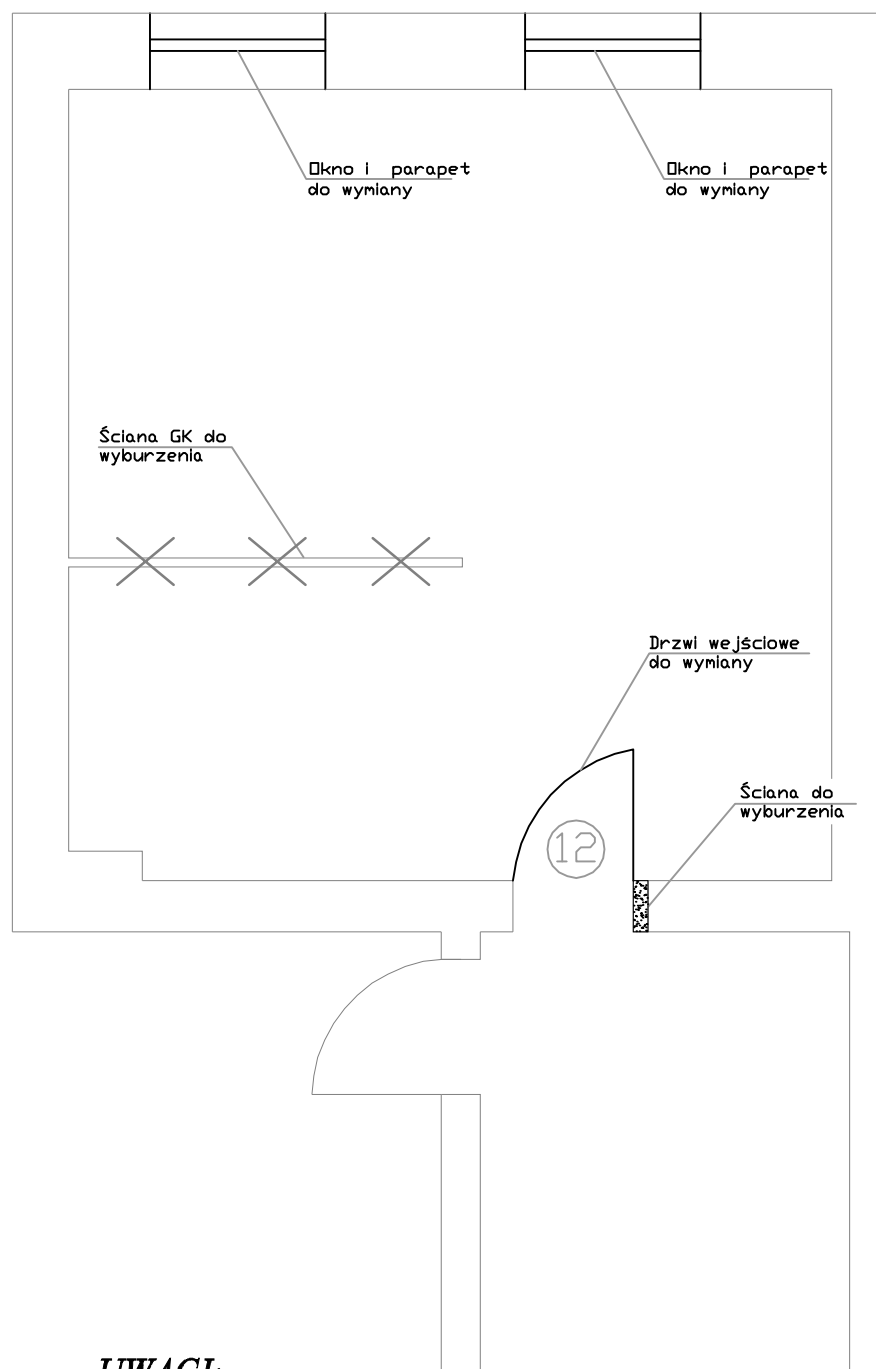 Okno i parapet
do wymiany
Okno i parapet
do wymiany
Ściana GK do
wyburzenia
Drzwi wejściowe
do wymiany
Ściana do
wyburzenia
12
UWAGI: